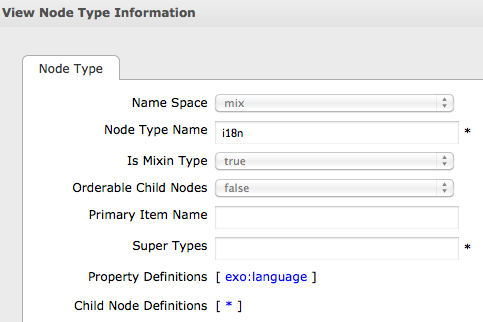 View Node Type Information
Node Type
Name Space mix
Node Type Name i18n *
Is Mixin Type true
Orderable Child Nodes false
Primary Item Name
Super Types *
Property Definitions [ exo:language ]
Child Node Definitions [ * ]